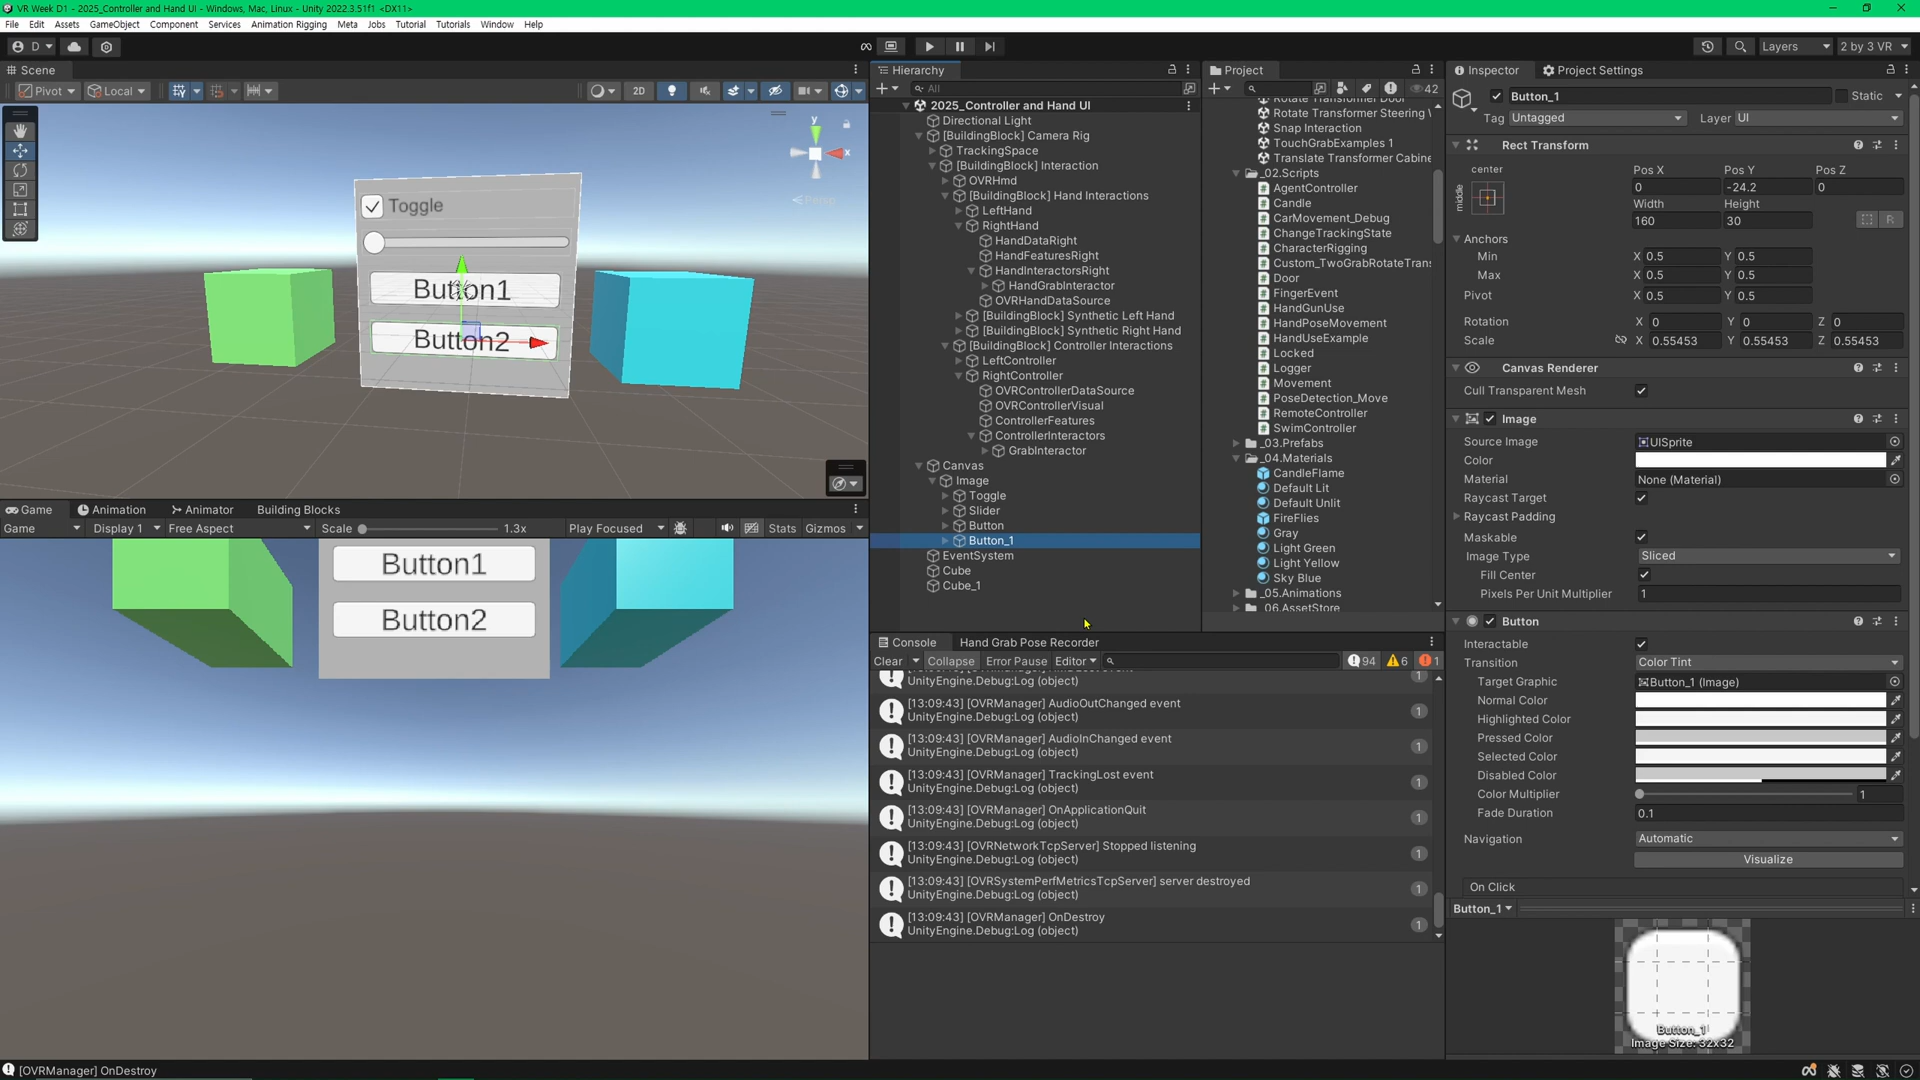 VR Week D1 - 2025_Controller and Hand UI - Windows, Mac, Linux - Unity 2022.3.51f1 <DX11>
File Edit Assets GameObject Component Services Animation Rigging Meta Jobs Tutorial Tutorials Window Help
D
Layers
2 by 3 VR
Scene
Pivot
Local
2D
y
x
Persp
Toggle
Button1
Button2
Game
Animation
Animator
Building Blocks
Game
Display 1
Free Aspect
Scale
1.3x
Play Focused
Stats
Gizmos
Button1
Button2
Hierarchy
All
2025_Controller and Hand UI
Directional Light
[BuildingBlock] Camera Rig
TrackingSpace
[BuildingBlock] Interaction
OVRHmd
[BuildingBlock] Hand Interactions
LeftHand
RightHand
HandDataRight
HandFeaturesRight
HandInteractorsRight
HandGrabInteractor
OVRHandDataSource
[BuildingBlock] Synthetic Left Hand
[BuildingBlock] Synthetic Right Hand
[BuildingBlock] Controller Interactions
LeftController
RightController
OVRControllerDataSource
OVRControllerVisual
ControllerFeatures
ControllerInteractors
GrabInteractor
Canvas
Image
Toggle
Slider
Button
Button_1
EventSystem
Cube
Cube_1
Project
42
Rotate Transformer Door
Rotate Transformer Steering
Snap Interaction
TouchGrabExamples 1
Translate Transformer Cabine
_02.Scripts
AgentController
Candle
CarMovement_Debug
ChangeTrackingState
CharacterRigging
Custom_TwoGrabRotateTrans
Door
FingerEvent
HandGunUse
HandPoseMovement
HandUseExample
Locked
Logger
Movement
PoseDetection_Move
RemoteController
SwimController
_03.Prefabs
_04.Materials
CandleFlame
Default Lit
Default Unlit
FireFlies
Gray
Light Green
Light Yellow
Sky Blue
_05.Animations
06.AssetStore
Console
Hand Grab Pose Recorder
Clear
Collapse
Error Pause
Editor
94
6
1
UnityEngine.Debug:Log (object)
1
[13:09:43] [OVRManager] AudioOutChanged event
UnityEngine.Debug:Log (object)
1
[13:09:43] [OVRManager] AudioInChanged event
UnityEngine.Debug:Log (object)
1
[13:09:43] [OVRManager] TrackingLost event
UnityEngine.Debug:Log (object)
1
[13:09:43] [OVRManager] OnApplicationQuit
UnityEngine.Debug:Log (object)
1
[13:09:43] [OVRNetworkTcpServer] Stopped listening
UnityEngine.Debug:Log (object)
1
[13:09:43] [OVRSystemPerfMetricsTcpServer] server destroyed
UnityEngine.Debug:Log (object)
1
[13:09:43] [OVRManager] OnDestroy
UnityEngine.Debug:Log (object)
1
Inspector
Project Settings
Button_1
Static
Tag Untagged
Layer UI
Rect Transform
center
middle
Pos X Pos Y Pos Z
0 -24.2 0
Width Height
160 30
R
Anchors
Min X 0.5 Y 0.5
Max X 0.5 Y 0.5
Pivot X 0.5 Y 0.5
Rotation X 0 Y 0 Z 0
Scale X 0.55453 Y 0.55453 Z 0.55453
Canvas Renderer
Cull Transparent Mesh
Image
Source Image UISprite
Color
Material None (Material)
Raycast Target
Raycast Padding
Maskable
Image Type Sliced
Fill Center
Pixels Per Unit Multiplier 1
Button
Interactable
Transition Color Tint
Target Graphic Button_1 (Image)
Normal Color
Highlighted Color
Pressed Color
Selected Color
Disabled Color
Color Multiplier 1
Fade Duration 0.1
Navigation Automatic
Visualize
On Click
Button_1
Button_1
Image Size: 32x32
[OVRManager] OnDestroy